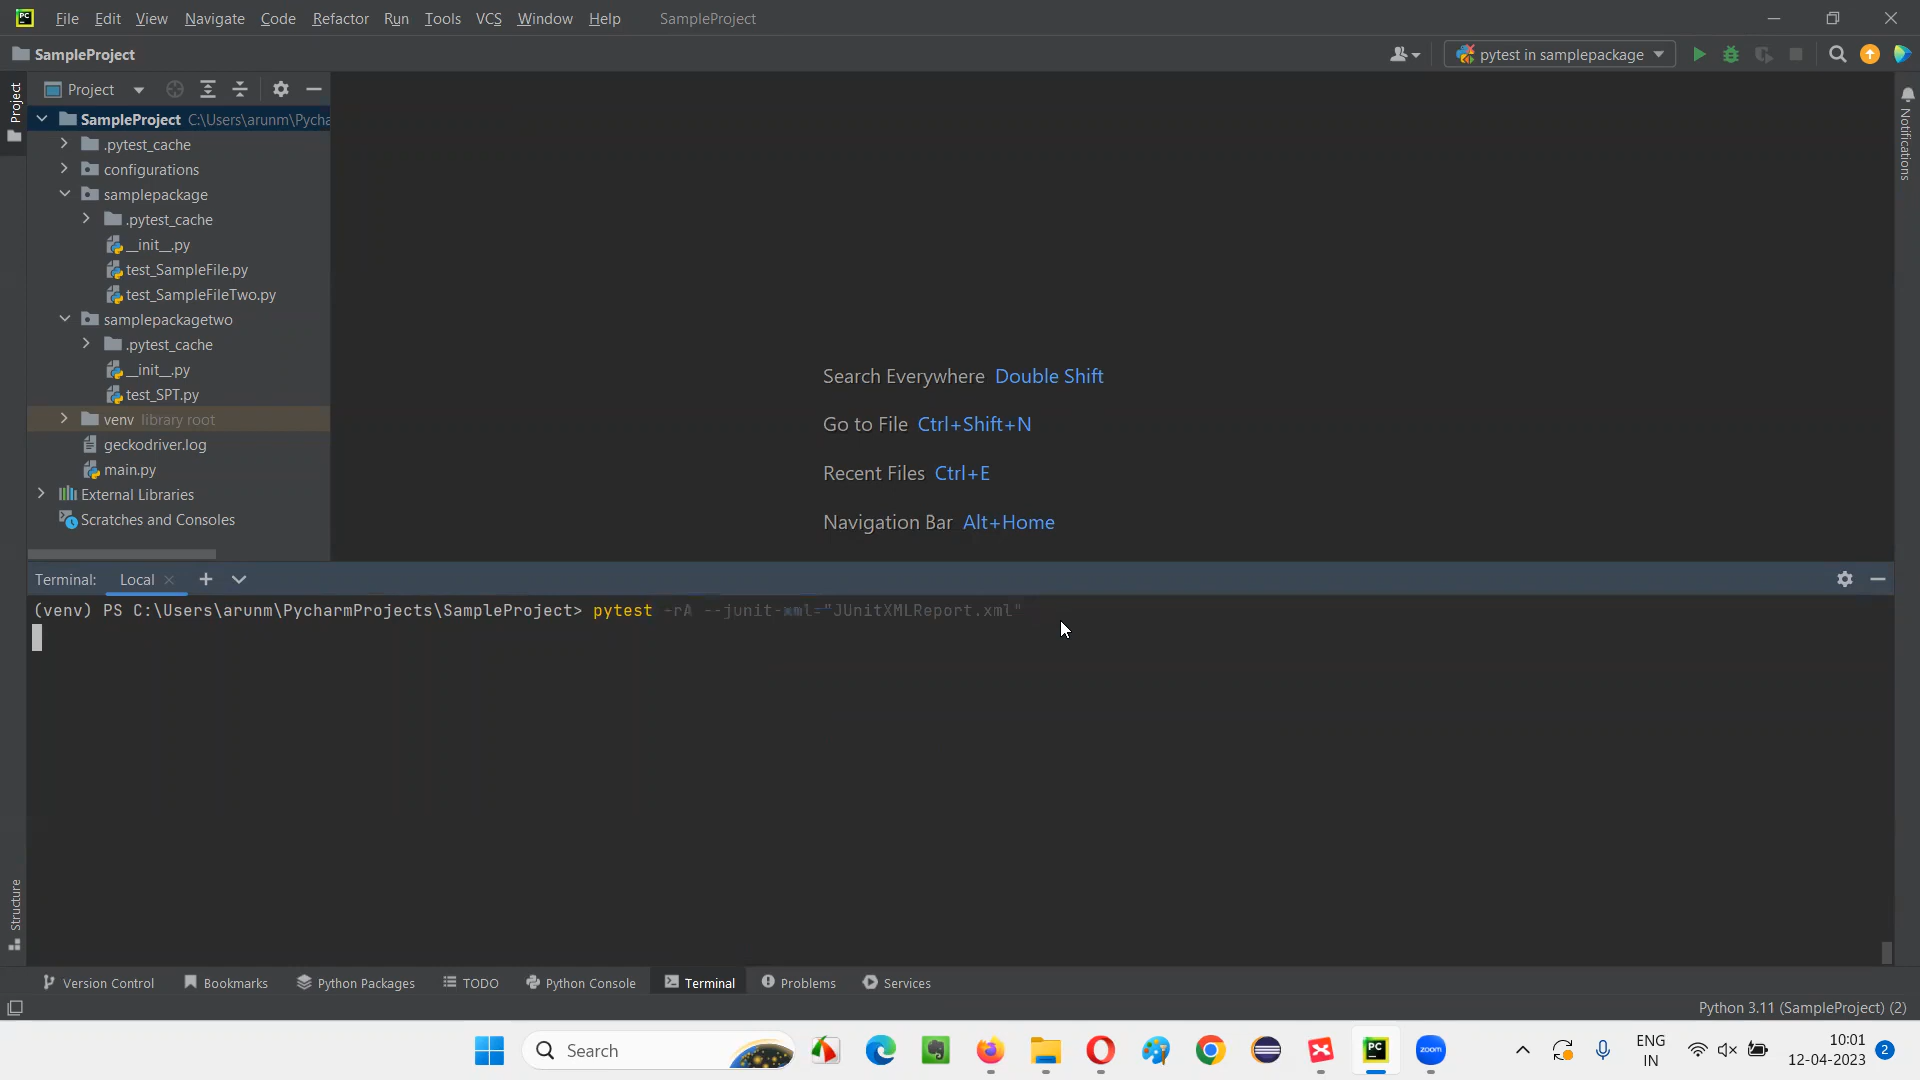 File Edit View Navigate Code Refactor Run Tools VCS Window Help SampleProject
SampleProject
pytest in samplepackage
Project
Project
Notifications
SampleProject C:\Users\arunm\Pycha
.pytest_cache
configurations
samplepackage
.pytest_cache
__init__.py
test_SampleFile.py
test_SampleFileTwo.py
samplepackagetwo
.pytest_cache
__init__.py
test_SPT.py
venv library root
geckodriver.log
main.py
External Libraries
Scratches and Consoles
Search Everywhere Double Shift
Go to File Ctrl+Shift+N
Recent Files Ctrl+E
Navigation Bar Alt+Home
Terminal: Local
(venv) PS C:\Users\arunm\PycharmProjects\SampleProject> pytest -rA --junit-xml="JUnitXMLReport.xml"
Structure
Version Control Bookmarks Python Packages TODO Python Console Terminal Problems Services
Python 3.11 (SampleProject) (2)
Search
PC
zoom
ENG
IN
10:01
12-04-2023
2